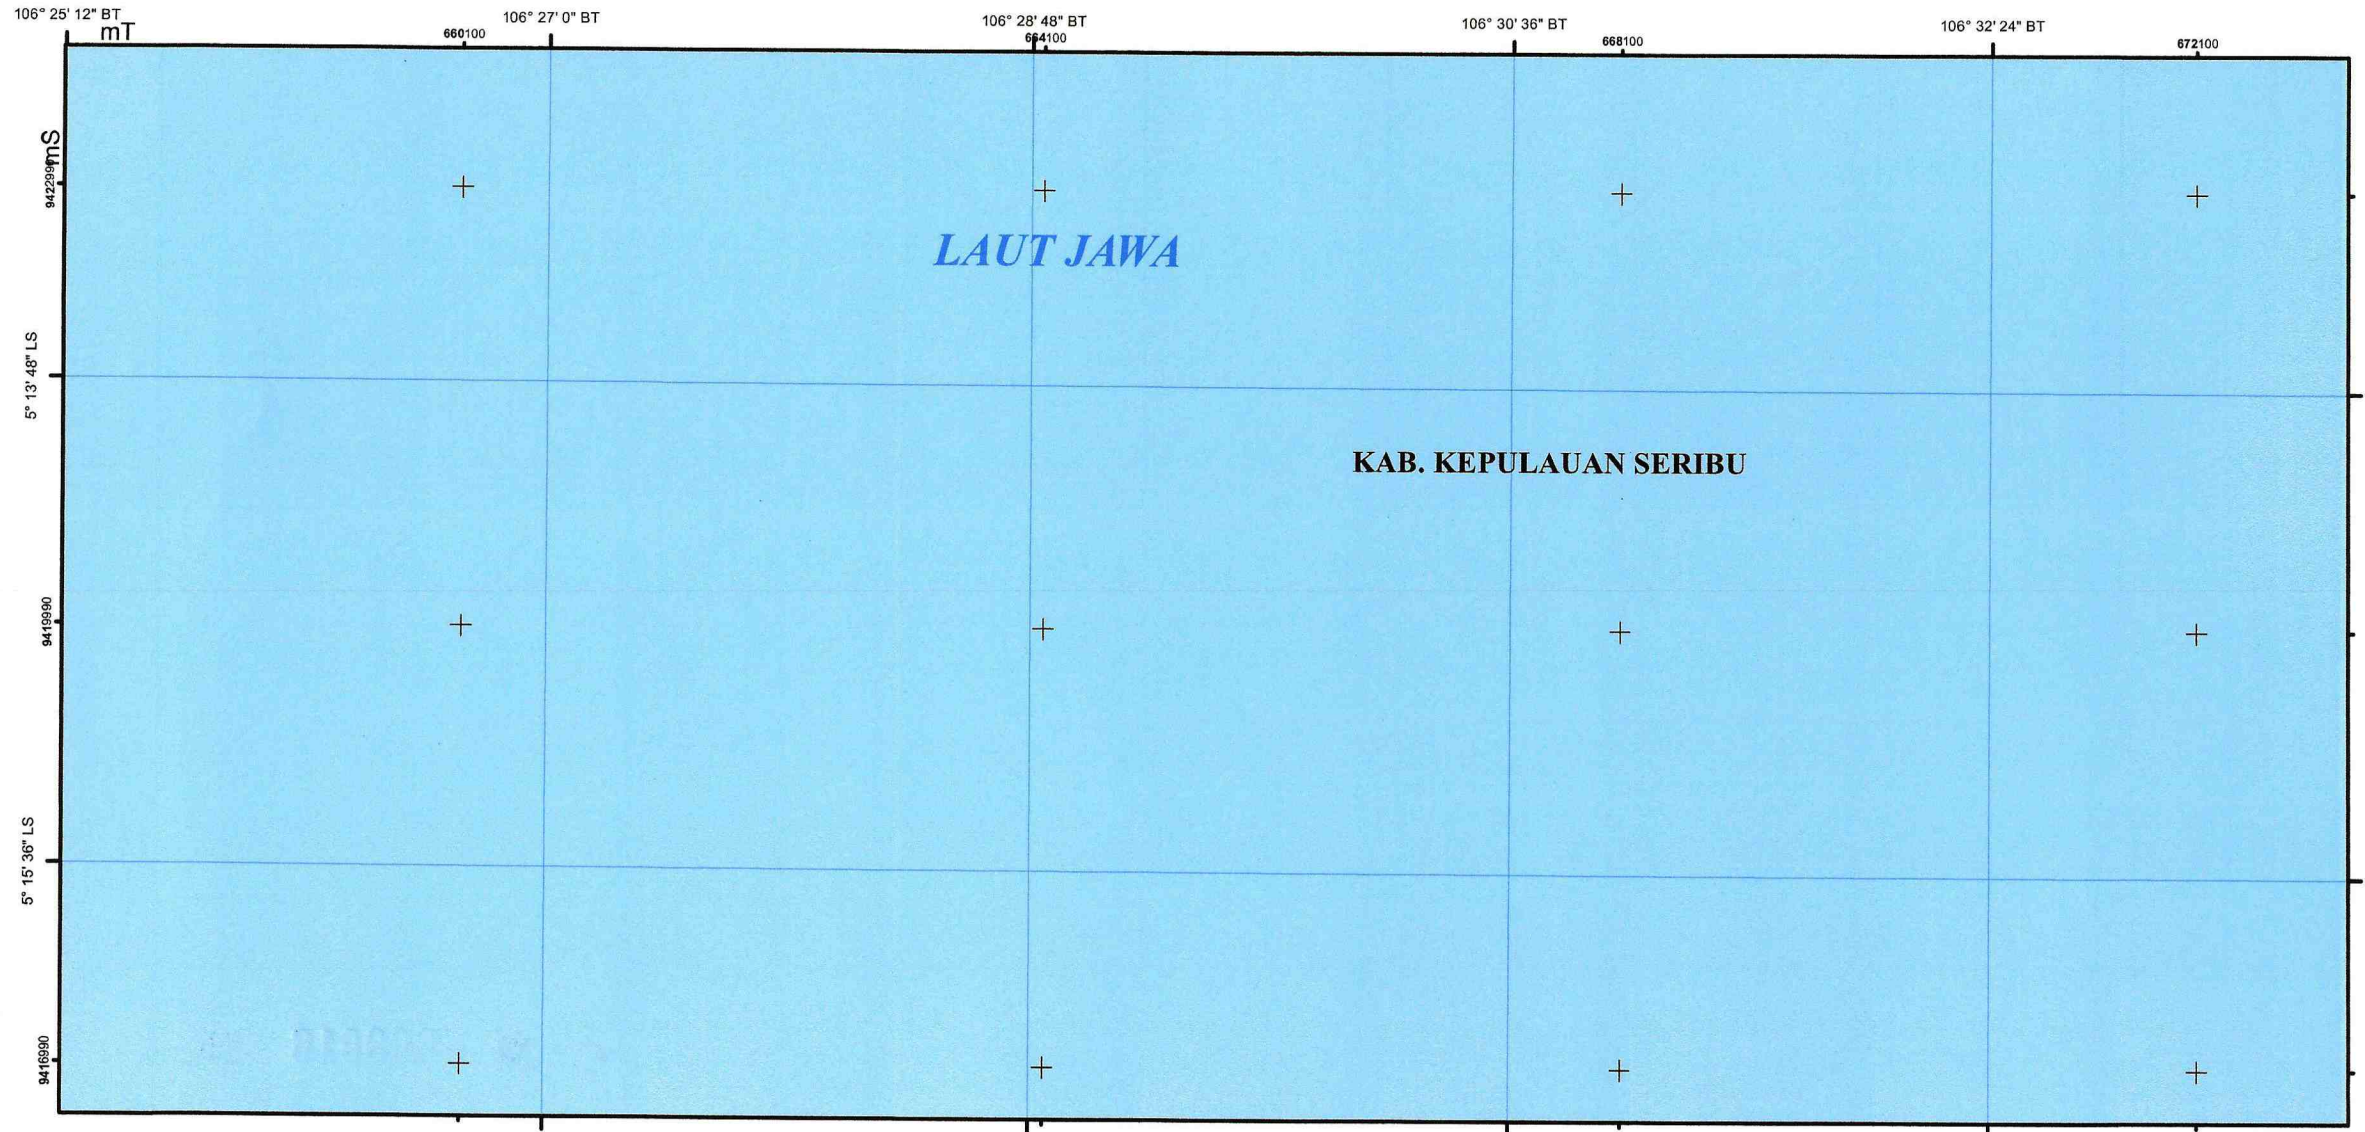 106° 25' 12" BT
106° 27' 0" BT
106° 28' 48" BT
106° 30' 36" BT
106° 32' 24" BT
mT
660100
664100
668100
672100
mS
9422990
LAUT JAWA
5° 13' 48" LS
KAB. KEPULAUAN SERIBU
9419990
5° 15' 36" LS
9416990